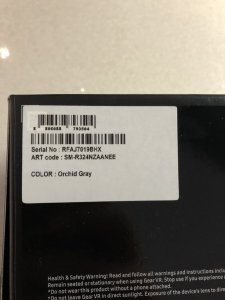 Serial No : RFAJ7019BHX
ART code : SM-R324NZAANEE
COLOR : Orchid Gray
Health & Safety Warning: Read and follow all warnings and instructions
Remain seated or stationary when using Gear VR. Stop use if you experience
*Do not wear this product without a phone attached.
*Do not leave Gear VR in direct sunlight. Exposure of the device's lens to